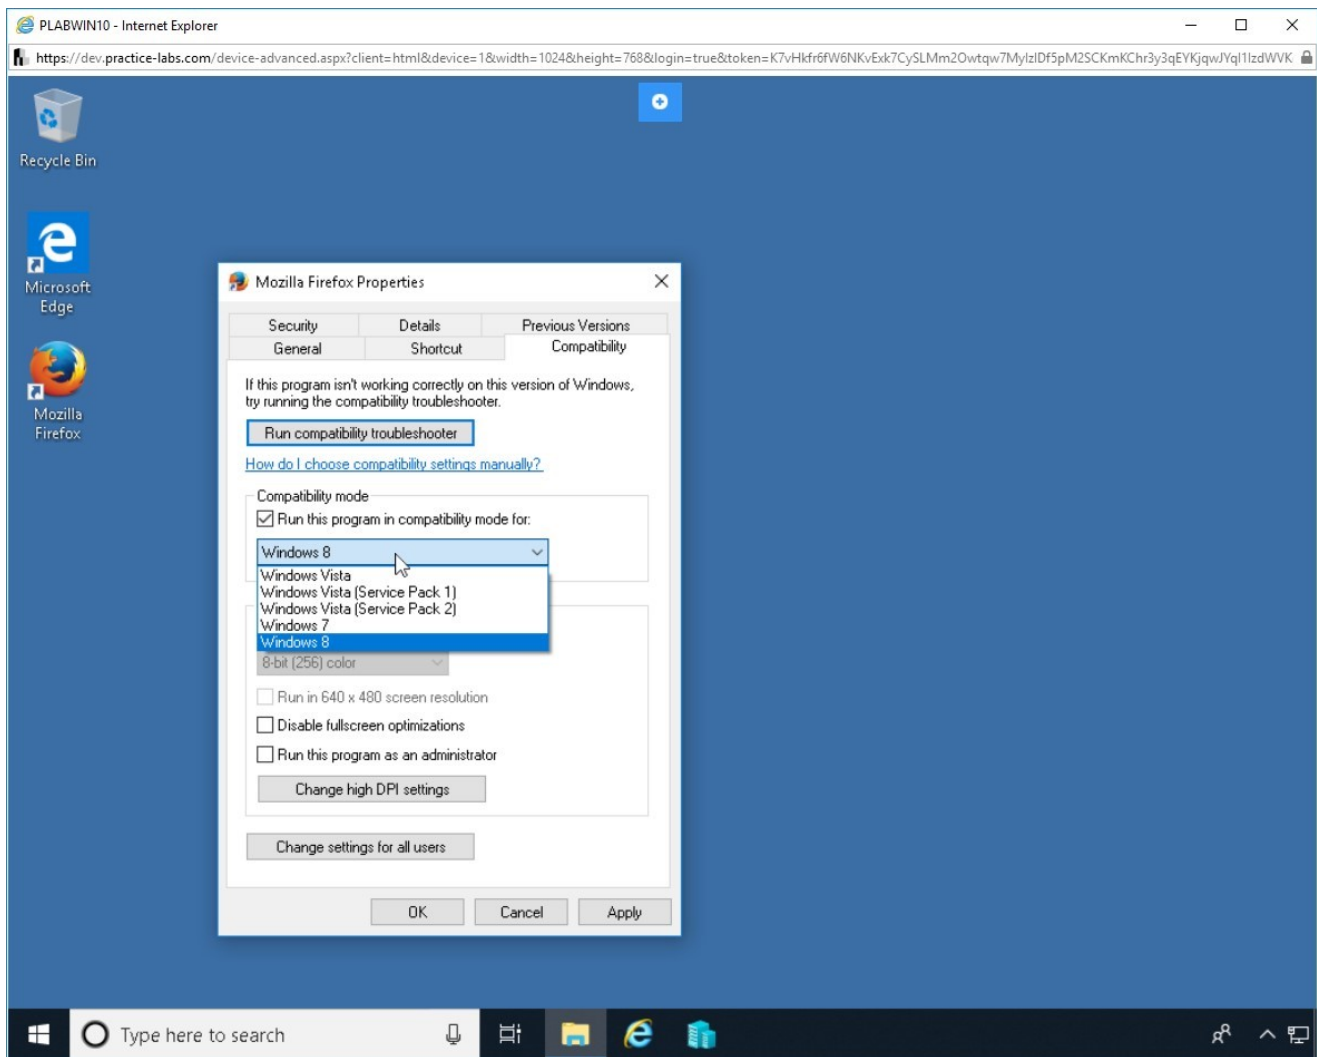 PLABWIN10 - Internet Explorer
https://dev.practice-labs.com/device-advanced.aspx?client=html&device=1&width=1024&height=768&login=true&token=K7vHkfr6fW6NKvExk7CySLMm2Owtqw7MylzIDf5pM2SCKmKChr3y3qEYKjqwJYqI1IzdWVK
Recycle Bin
Microsoft
Edge
Mozilla
Firefox
Mozilla Firefox Properties
Security Details Previous Versions
General Shortcut Compatibility
If this program isn't working correctly on this version of Windows,
try running the compatibility troubleshooter.
Run compatibility troubleshooter
How do I choose compatibility settings manually?
Compatibility mode
Run this program in compatibility mode for:
Windows 8
Windows Vista
Windows Vista (Service Pack 1)
Windows Vista (Service Pack 2)
Windows 7
Windows 8
8-bit (256) color
Run in 640 x 480 screen resolution
Disable fullscreen optimizations
Run this program as an administrator
Change high DPI settings
Change settings for all users
OK Cancel Apply
Type here to search